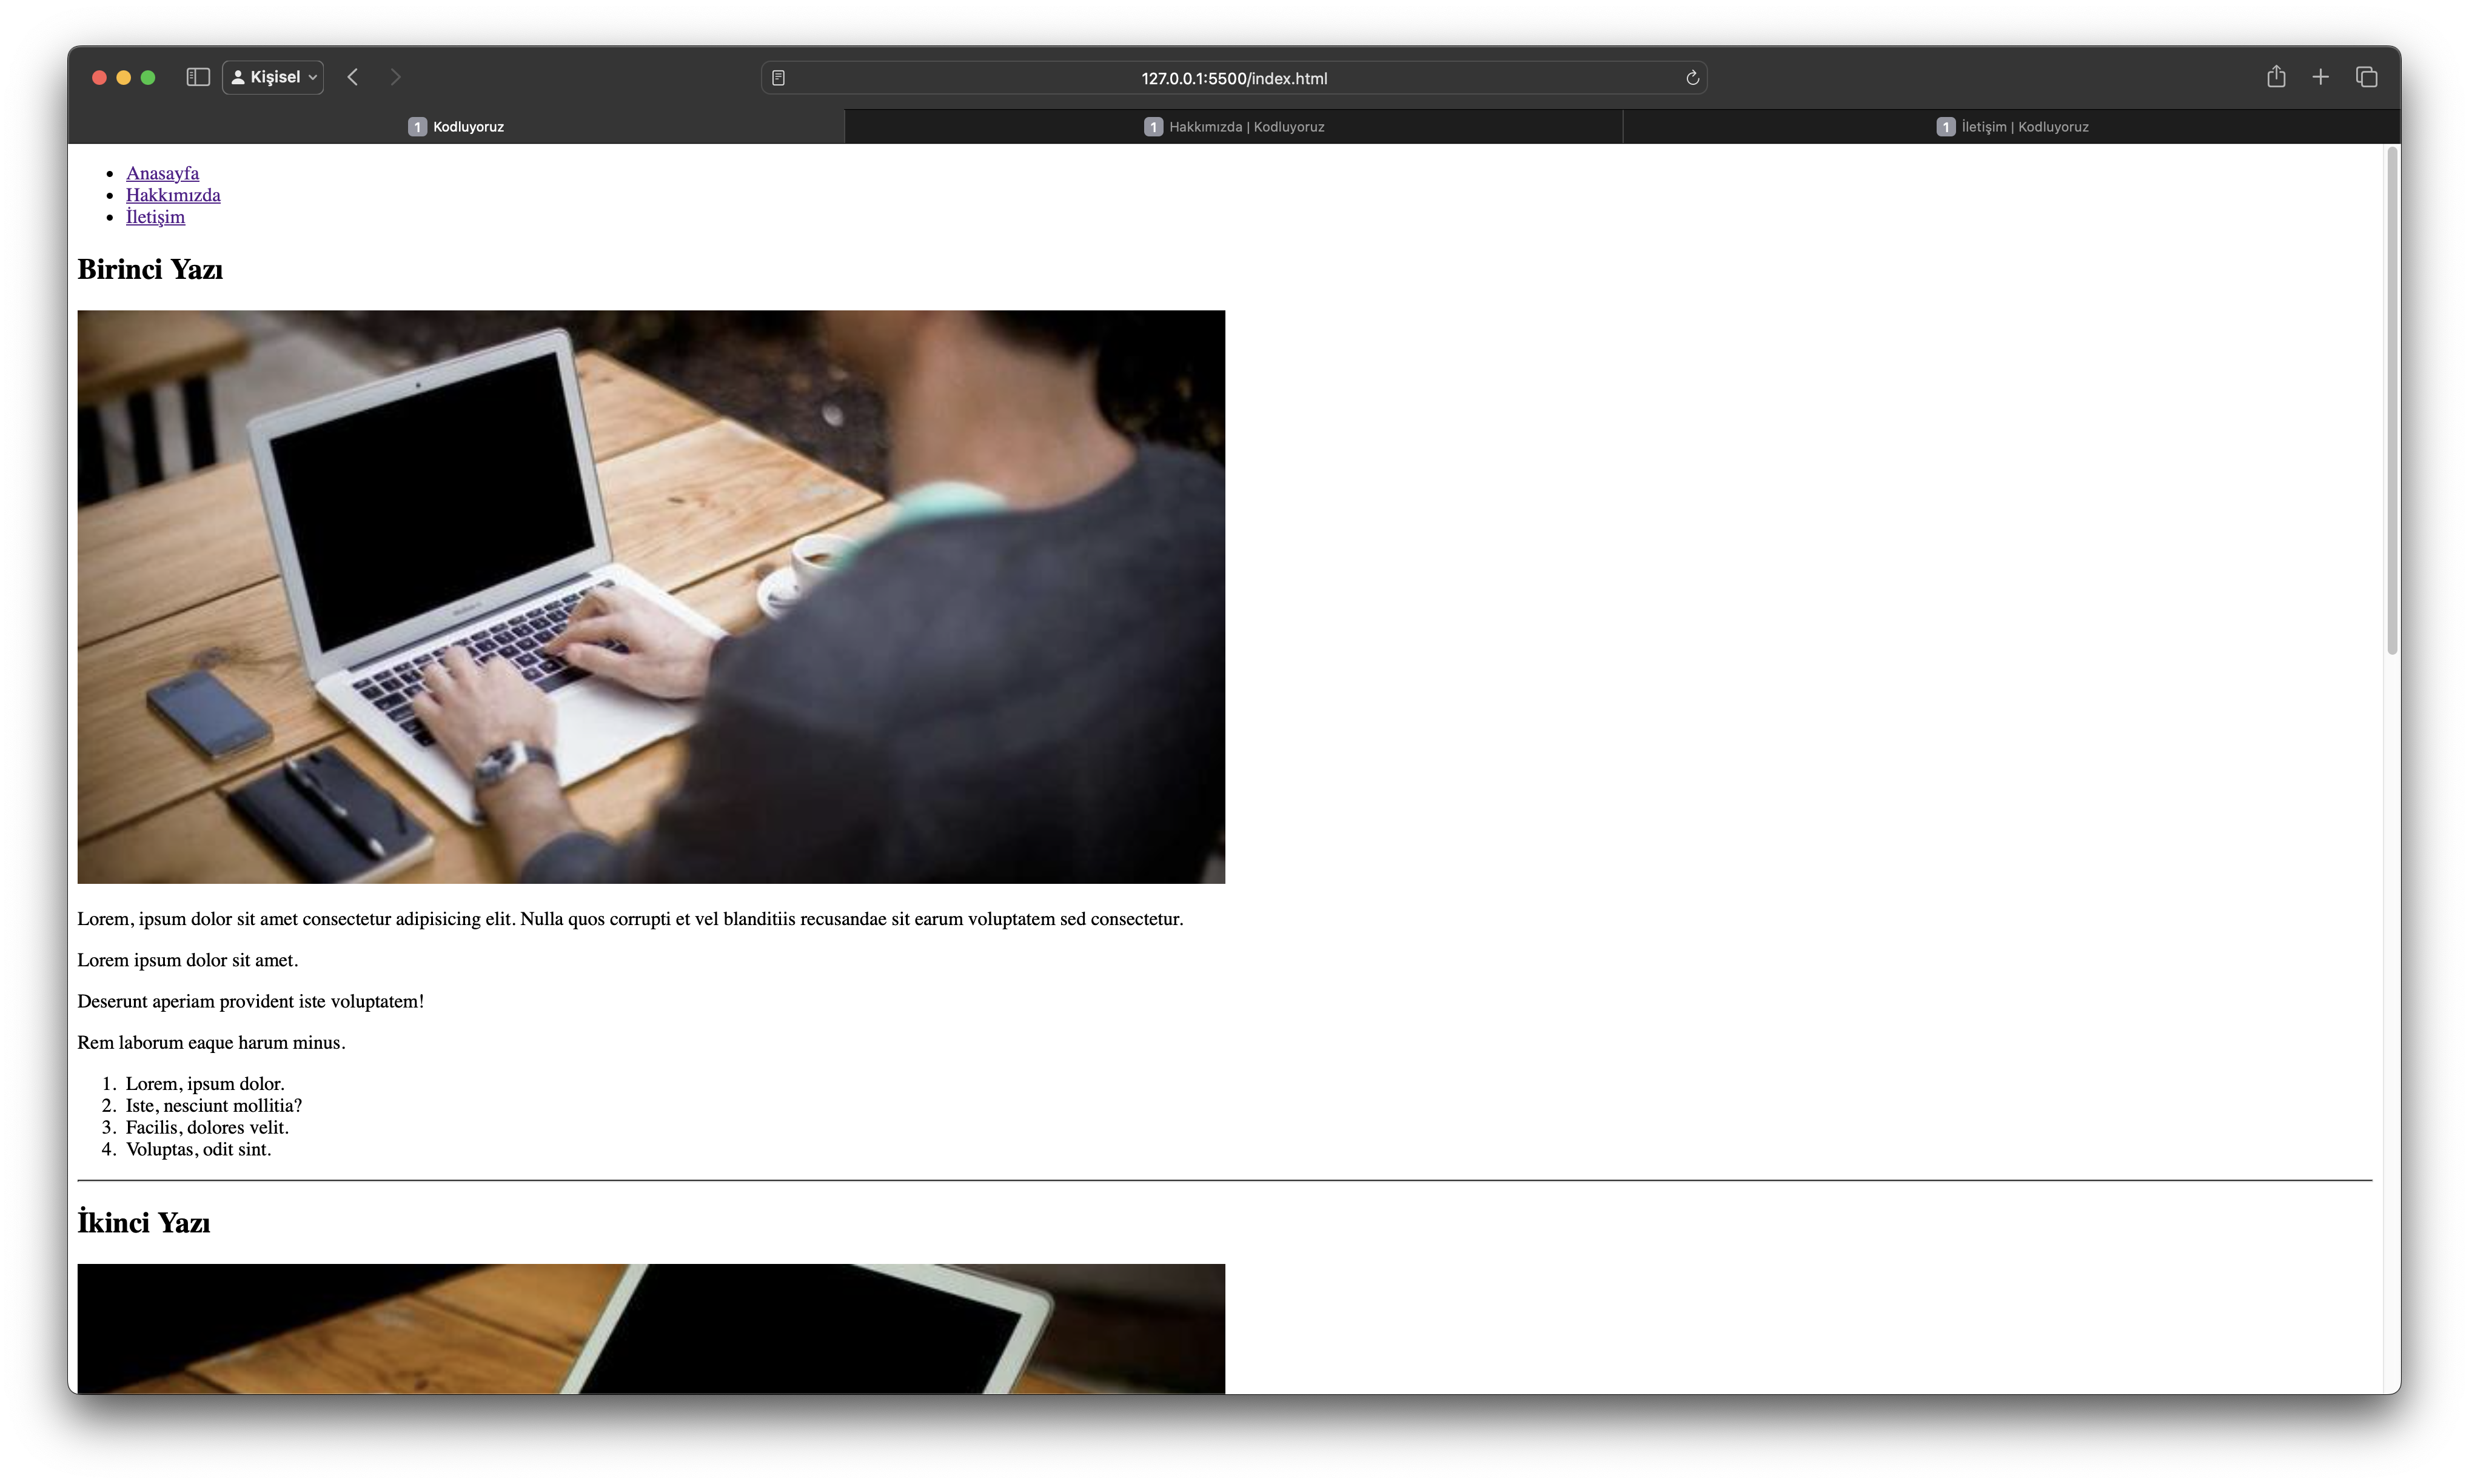 Kişisel
127.0.0.1:5500/index.html
1 Kodluyoruz
1 Hakkımızda | Kodluyoruz
1 İletişim | Kodluyoruz
Anasayfa
Hakkımızda
İletişim
Birinci Yazı
Lorem, ipsum dolor sit amet consectetur adipisicing elit. Nulla quos corrupti et vel blanditiis recusandae sit earum voluptatem sed consectetur.
Lorem ipsum dolor sit amet.
Deserunt aperiam provident iste voluptatem!
Rem laborum eaque harum minus.
1. Lorem, ipsum dolor.
2. Iste, nesciunt mollitia?
3. Facilis, dolores velit.
4. Voluptas, odit sint.
İkinci Yazı